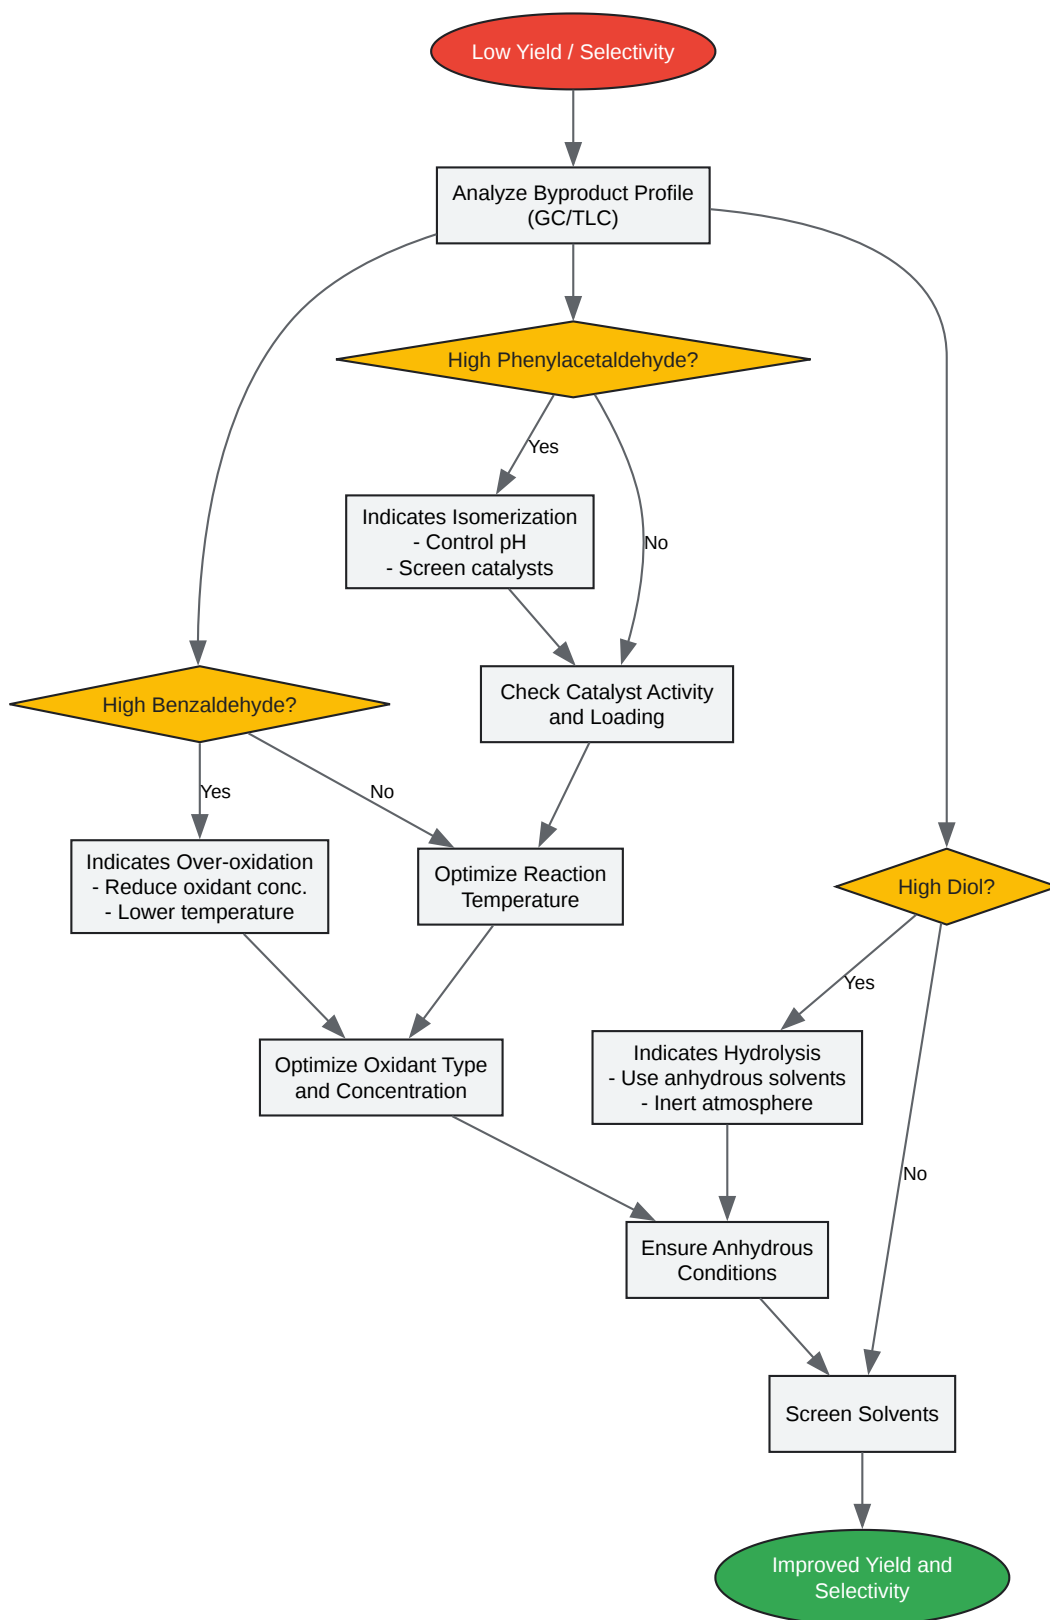 Low Yield / Selectivity
Analyze Byproduct Profile
(GC/TLC)
High Phenylacetaldehyde?
Yes
Indicates Isomerization
- Control pH
- Screen catalysts
No
High Benzaldehyde?
Check Catalyst Activity
and Loading
Yes
No
Indicates Over-oxidation
- Reduce oxidant conc.
- Lower temperature
Optimize Reaction
Temperature
High Diol?
Yes
Optimize Oxidant Type
and Concentration
Indicates Hydrolysis
- Use anhydrous solvents
- Inert atmosphere
No
Ensure Anhydrous
Conditions
Screen Solvents
Improved Yield and
Selectivity